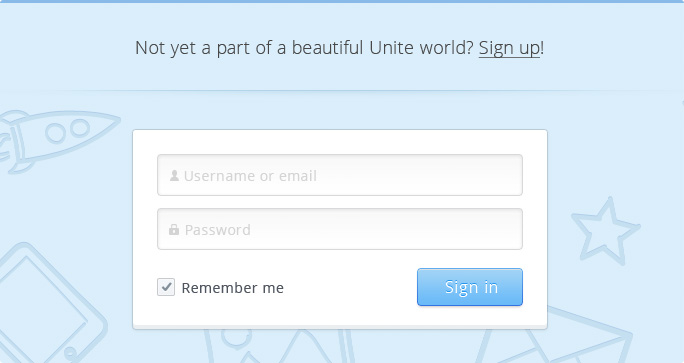 Not yet a part of a beautiful Unite world? Sign up!
Username or email
Password
Remember me
Sign in